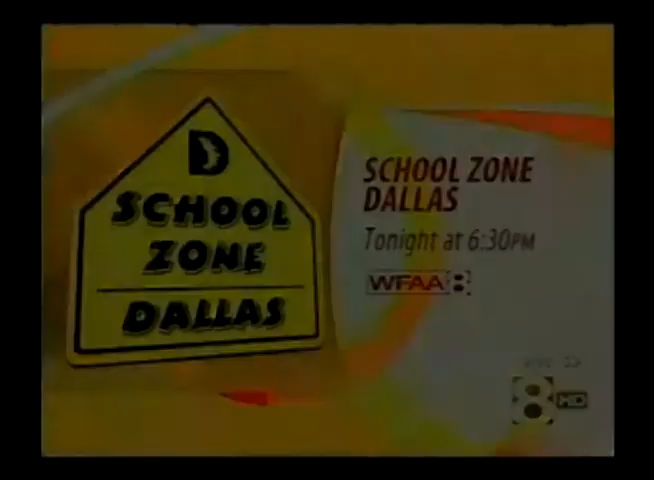 D
SCHOOL
ZONE
DALLAS
SCHOOL ZONE
DALLAS
Tonight at 6:30PM
WFAA 8
8 HD